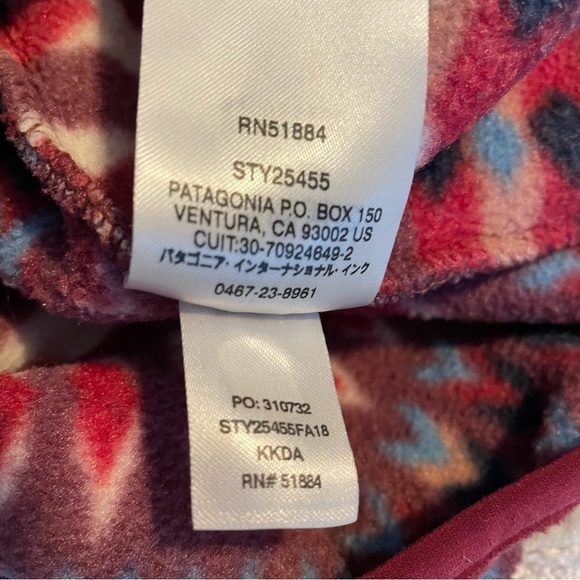 RN51884
STY25455
PATAGONIA P.O. BOX 150
VENTURA, CA 93002 US
CUIT:30-70924649-2
パタゴニア・インターナショナル・インク
0467-23-8961
PO: 310732
STY25455FA18
KKDA
RN# 51884